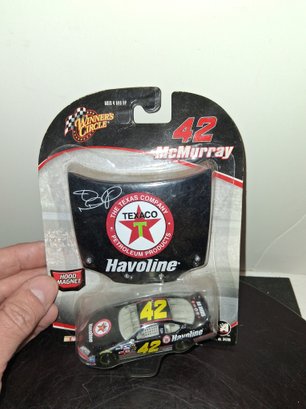 WINNER'S
CIRCLE
42
McMurray
THE TEXAS COMPANY
TEXACO
T
PETROLEUM PRODUCTS
Havoline
HOOD
MAGNET
42
42
Havoline